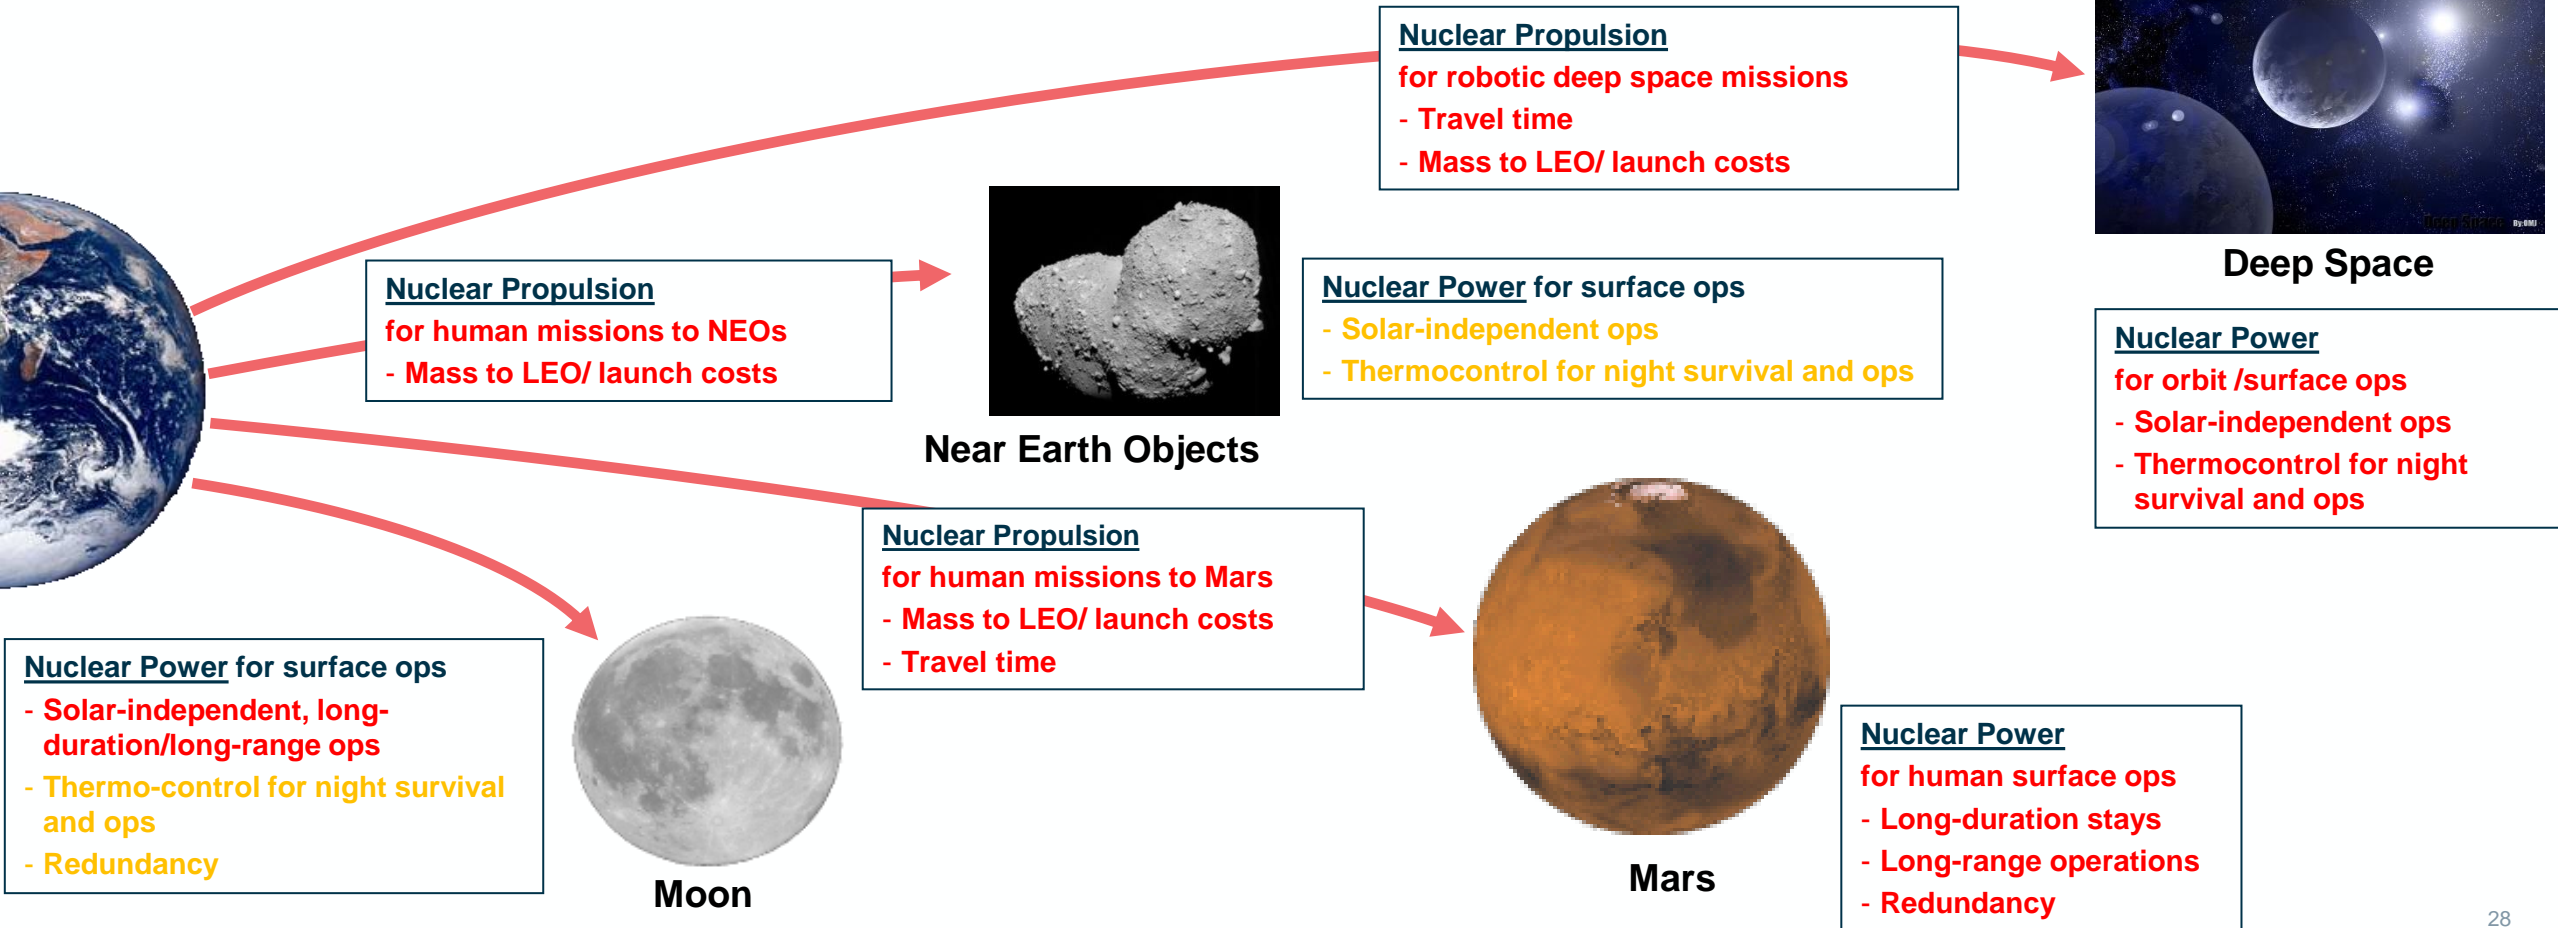 Nuclear Propulsion
for robotic deep space missions
- Travel time
- Mass to LEO/ launch costs
Deep Space By:OMI
Deep Space
Nuclear Propulsion
for human missions to NEOs
- Mass to LEO/ launch costs
Near Earth Objects
Nuclear Power for surface ops
- Solar-independent ops
- Thermocontrol for night survival and ops
Nuclear Power
for orbit /surface ops
- Solar-independent ops
- Thermocontrol for night
survival and ops
Nuclear Propulsion
for human missions to Mars
- Mass to LEO/ launch costs
- Travel time
Nuclear Power for surface ops
- Solar-independent, long-
duration/long-range ops
- Thermo-control for night survival
and ops
- Redundancy
Moon
Mars
Nuclear Power
for human surface ops
- Long-duration stays
- Long-range operations
- Redundancy
28